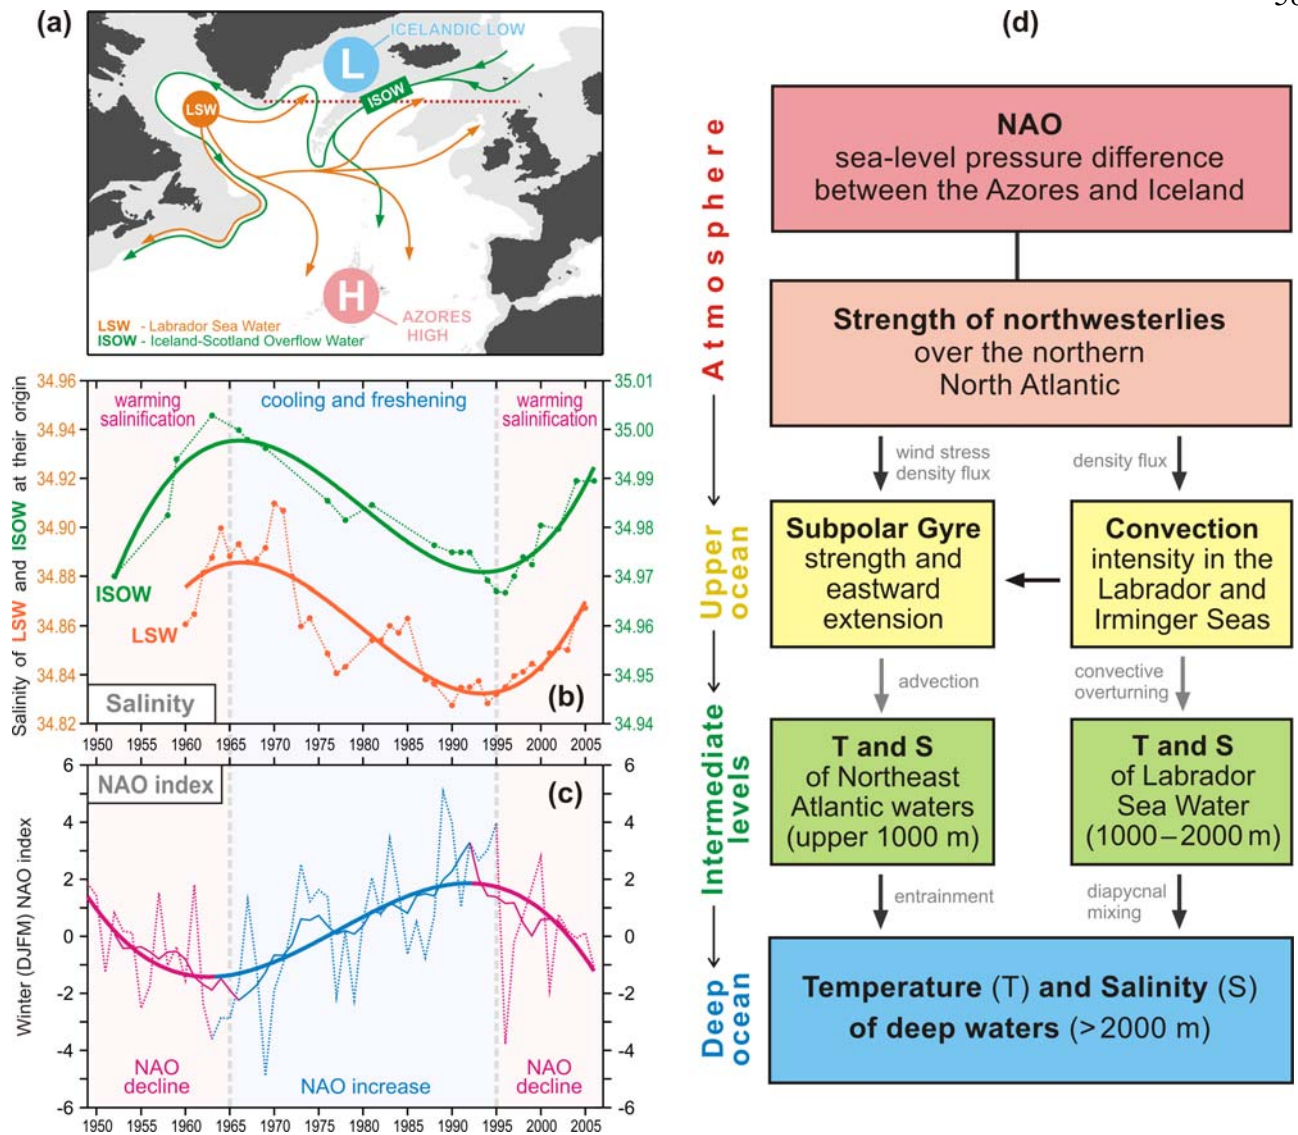 (a)
ICELANDIC LOW
L
ISOW
LSW
H
AZORES
HIGH
LSW - Labrador Sea Water
ISOW - Iceland-Scotland Overflow Water
Salinity of LSW and ISOW at their origin
34.96
34.94
34.92
34.90
34.88
34.86
34.84
34.82
warming
salinification
cooling and freshening
warming
salinification
ISOW
LSW
Salinity
(b)
35.01
35.00
34.99
34.98
34.97
34.96
34.95
34.94
1950 1955 1960 1965 1970 1975 1980 1985 1990 1995 2000 2005
Winter (DJFM) NAO index
6
4
2
0
-2
-4
-6
NAO index
(c)
NAO
decline
NAO increase
NAO
decline
6
4
2
0
-2
-4
-6
1950 1955 1960 1965 1970 1975 1980 1985 1990 1995 2000 2005
(d)
Atmosphere
Upper
ocean
Intermediate
levels
Deep
ocean
NAO
sea-level pressure difference
between the Azores and Iceland
Strength of northwesterlies
over the northern
North Atlantic
wind stress
density flux
density flux
Subpolar Gyre
strength and
eastward
extension
Convection
intensity in the
Labrador and
Irminger Seas
advection
convective
overturning
T and S
of Northeast
Atlantic waters
(upper 1000 m)
T and S
of Labrador
Sea Water
(1000–2000 m)
entrainment
diapycnal
mixing
Temperature (T) and Salinity (S)
of deep waters (>2000 m)